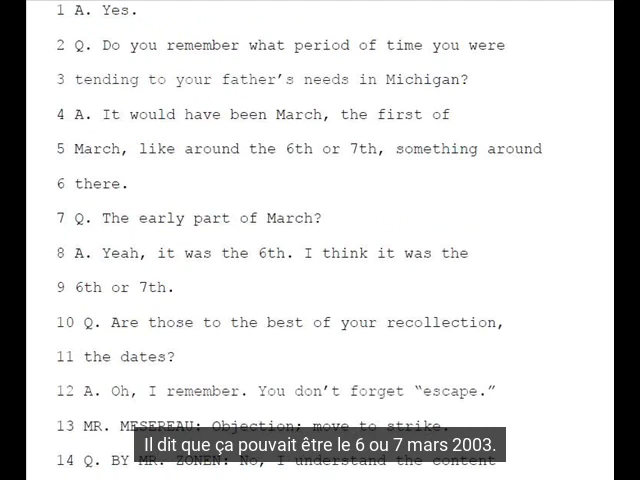 1 A. Yes.
2 Q. Do you remember what period of time you were
3 tending to your father’s needs in Michigan?
4 A. It would have been March, the first of
5 March, like around the 6th or 7th, something around
6 there.
7 Q. The early part of March?
8 A. Yeah, it was the 6th. I think it was the
9 6th or 7th.
10 Q. Are those to the best of your recollection,
11 the dates?
12 A. Oh, I remember. You don’t forget “escape.”
13 MR. MESEREAU: Objection; move to strike.
Il dit que ça pouvait être le 6 ou 7 mars 2003.
14 Q. BY MR. ZONEN: No, I understand the content